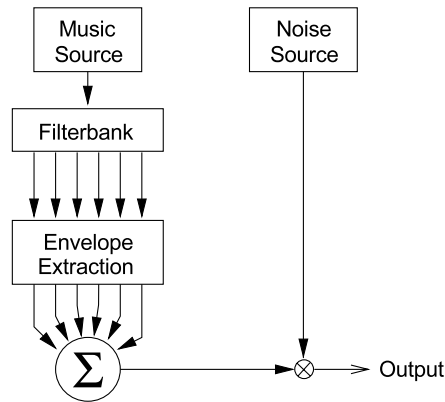 Music
Source
Noise
Source
Filterbank
Envelope
Extraction
Σ
Output